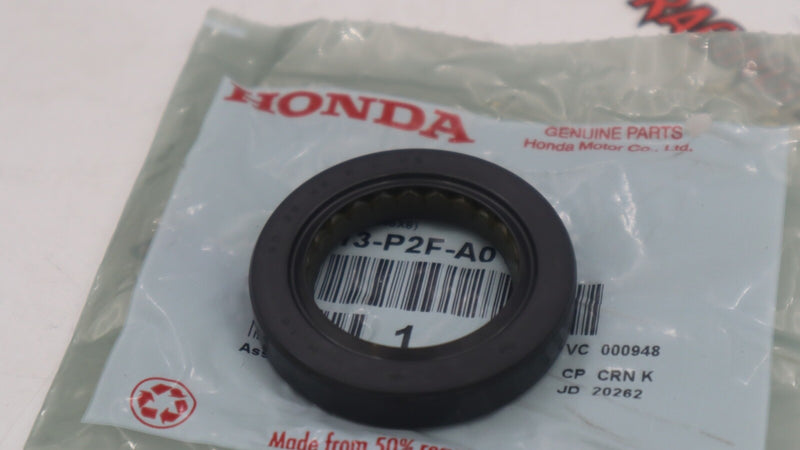 HONDA
GENUINE PARTS
Honda Motor Co., Ltd.
13-P2F-A0
1
VC 000948
CP CRN K
JD 20262
Made from 50%